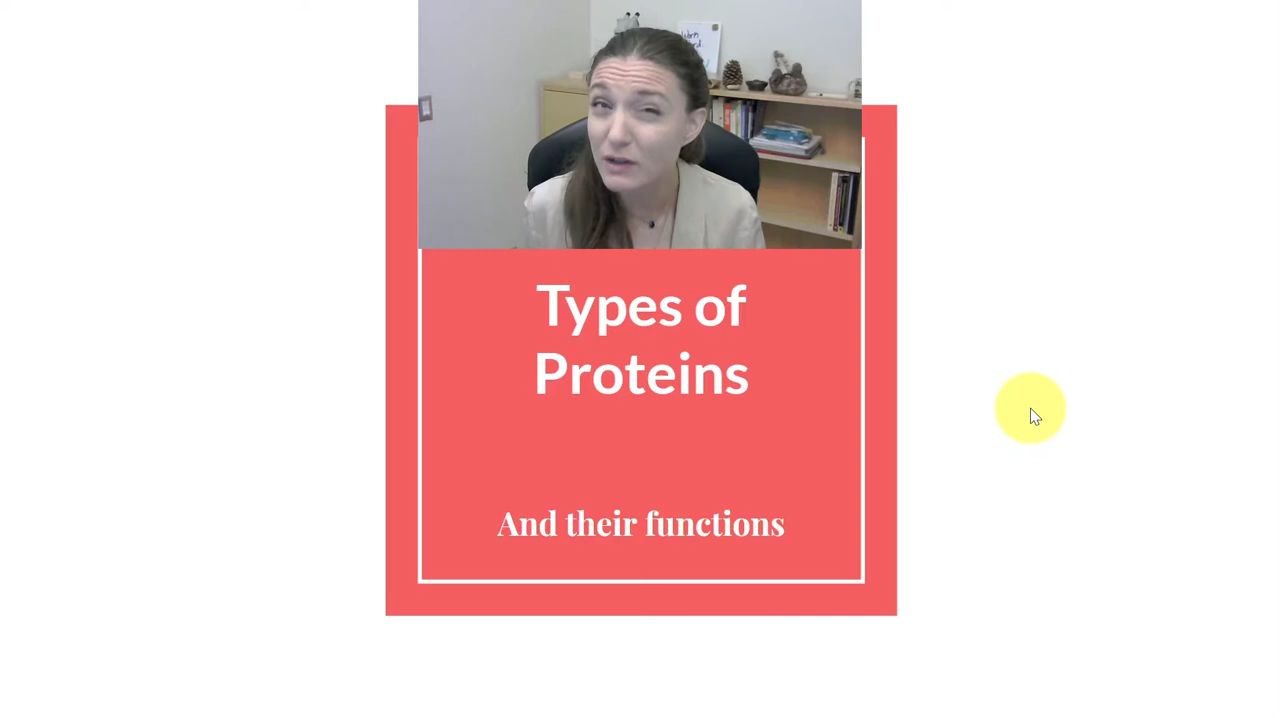 Types of
Proteins
And their functions